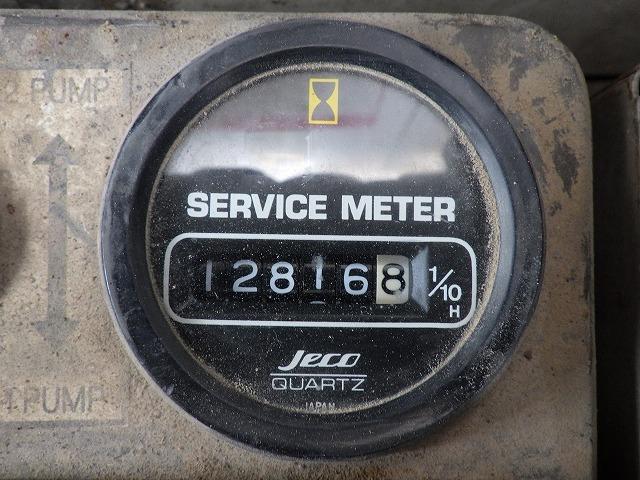 2 PUMP
SERVICE METER
128168 1/10
H
Jeco
QUARTZ
JAPAN
1 PUMP